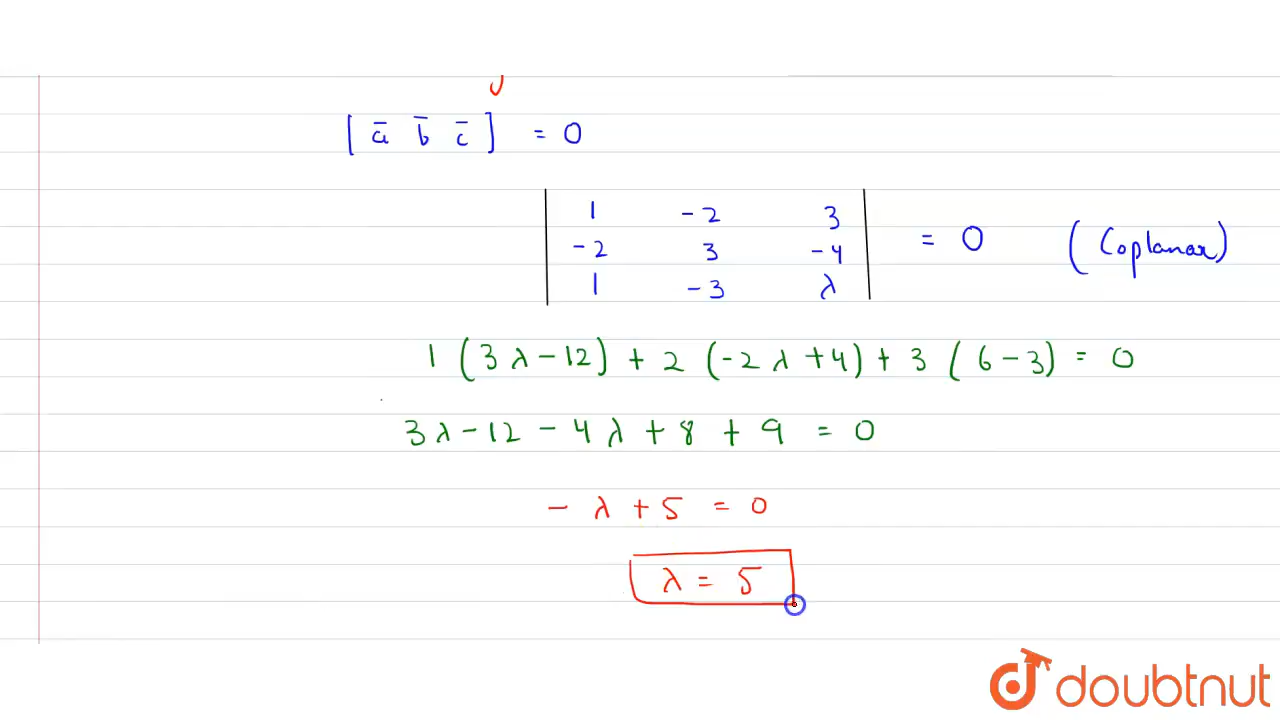 [ a̅ b̅ c̅ ] = 0
1 -2 3
-2 3 -4 = 0 (Coplanar)
1 -3 λ
1 (3λ-12) + 2 (-2λ+4) + 3 (6-3) = 0
3λ-12 - 4λ + 8 + 9 = 0
- λ + 5 = 0
λ = 5
doubtnut